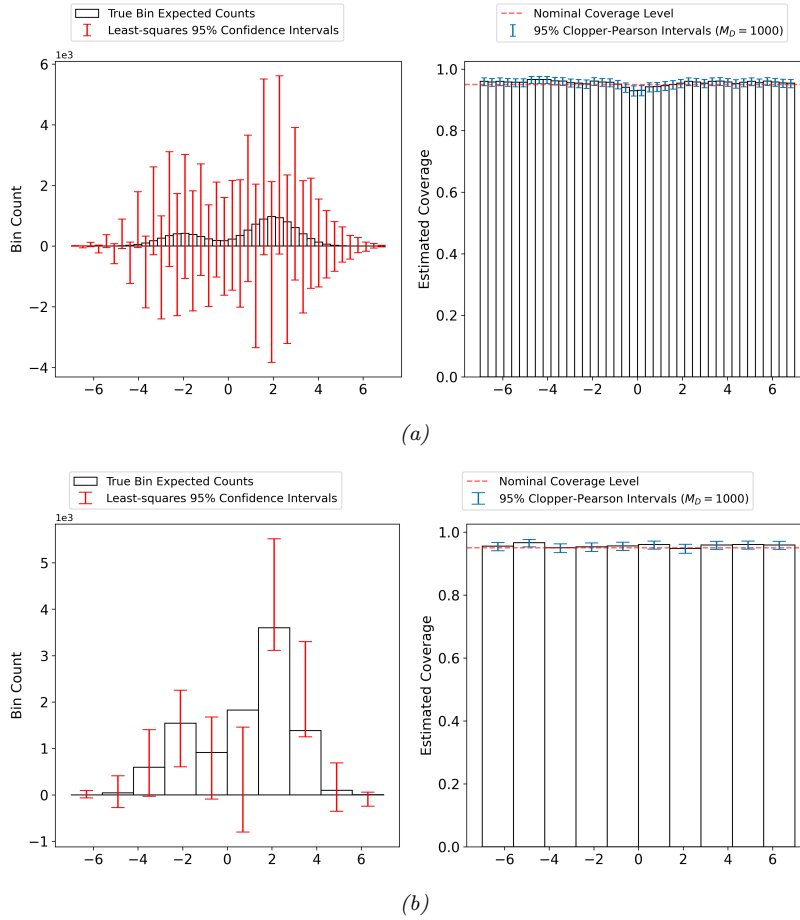 True Bin Expected Counts
Least-squares 95% Confidence Intervals
1e3
6
4
2
0
−2
−4
Bin Count
−6 −4 −2 0 2 4 6
Nominal Coverage Level
95% Clopper-Pearson Intervals (M_D = 1000)
1.0
0.8
0.6
0.4
0.2
0.0
Estimated Coverage
−6 −4 −2 0 2 4 6
(a)
True Bin Expected Counts
Least-squares 95% Confidence Intervals
1e3
5
4
3
2
1
0
−1
Bin Count
−6 −4 −2 0 2 4 6
Nominal Coverage Level
95% Clopper-Pearson Intervals (M_D = 1000)
1.0
0.8
0.6
0.4
0.2
0.0
Estimated Coverage
−6 −4 −2 0 2 4 6
(b)